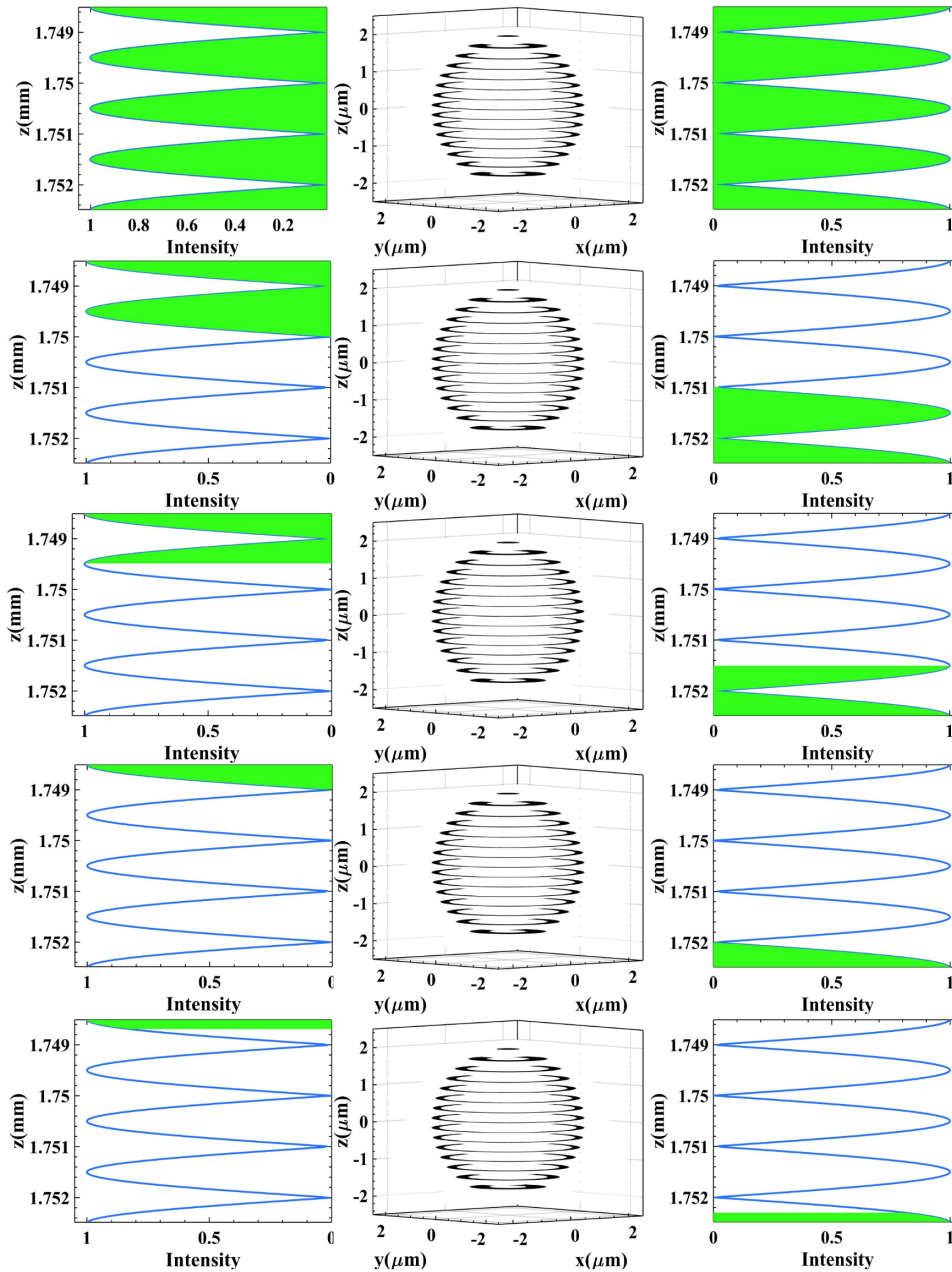 z(mm)
1.749
1.75
1.751
1.752
1 0.8 0.6 0.4 0.2
Intensity
z(μm)
2
1
0
-1
-2
2 0 -2 -2 0 2
y(μm) x(μm)
z(mm)
1.749
1.75
1.751
1.752
0 0.5 1
Intensity
z(mm)
1.749
1.75
1.751
1.752
1 0.5 0
Intensity
z(μm)
2
1
0
-1
-2
2 0 -2 -2 0 2
y(μm) x(μm)
z(mm)
1.749
1.75
1.751
1.752
0 0.5 1
Intensity
z(mm)
1.749
1.75
1.751
1.752
1 0.5 0
Intensity
z(μm)
2
1
0
-1
-2
2 0 -2 -2 0 2
y(μm) x(μm)
z(mm)
1.749
1.75
1.751
1.752
0 0.5 1
Intensity
z(mm)
1.749
1.75
1.751
1.752
1 0.5 0
Intensity
z(μm)
2
1
0
-1
-2
2 0 -2 -2 0 2
y(μm) x(μm)
z(mm)
1.749
1.75
1.751
1.752
0 0.5 1
Intensity
z(mm)
1.749
1.75
1.751
1.752
1 0.5 0
Intensity
z(μm)
2
1
0
-1
-2
2 0 -2 -2 0 2
y(μm) x(μm)
z(mm)
1.749
1.75
1.751
1.752
0 0.5 1
Intensity